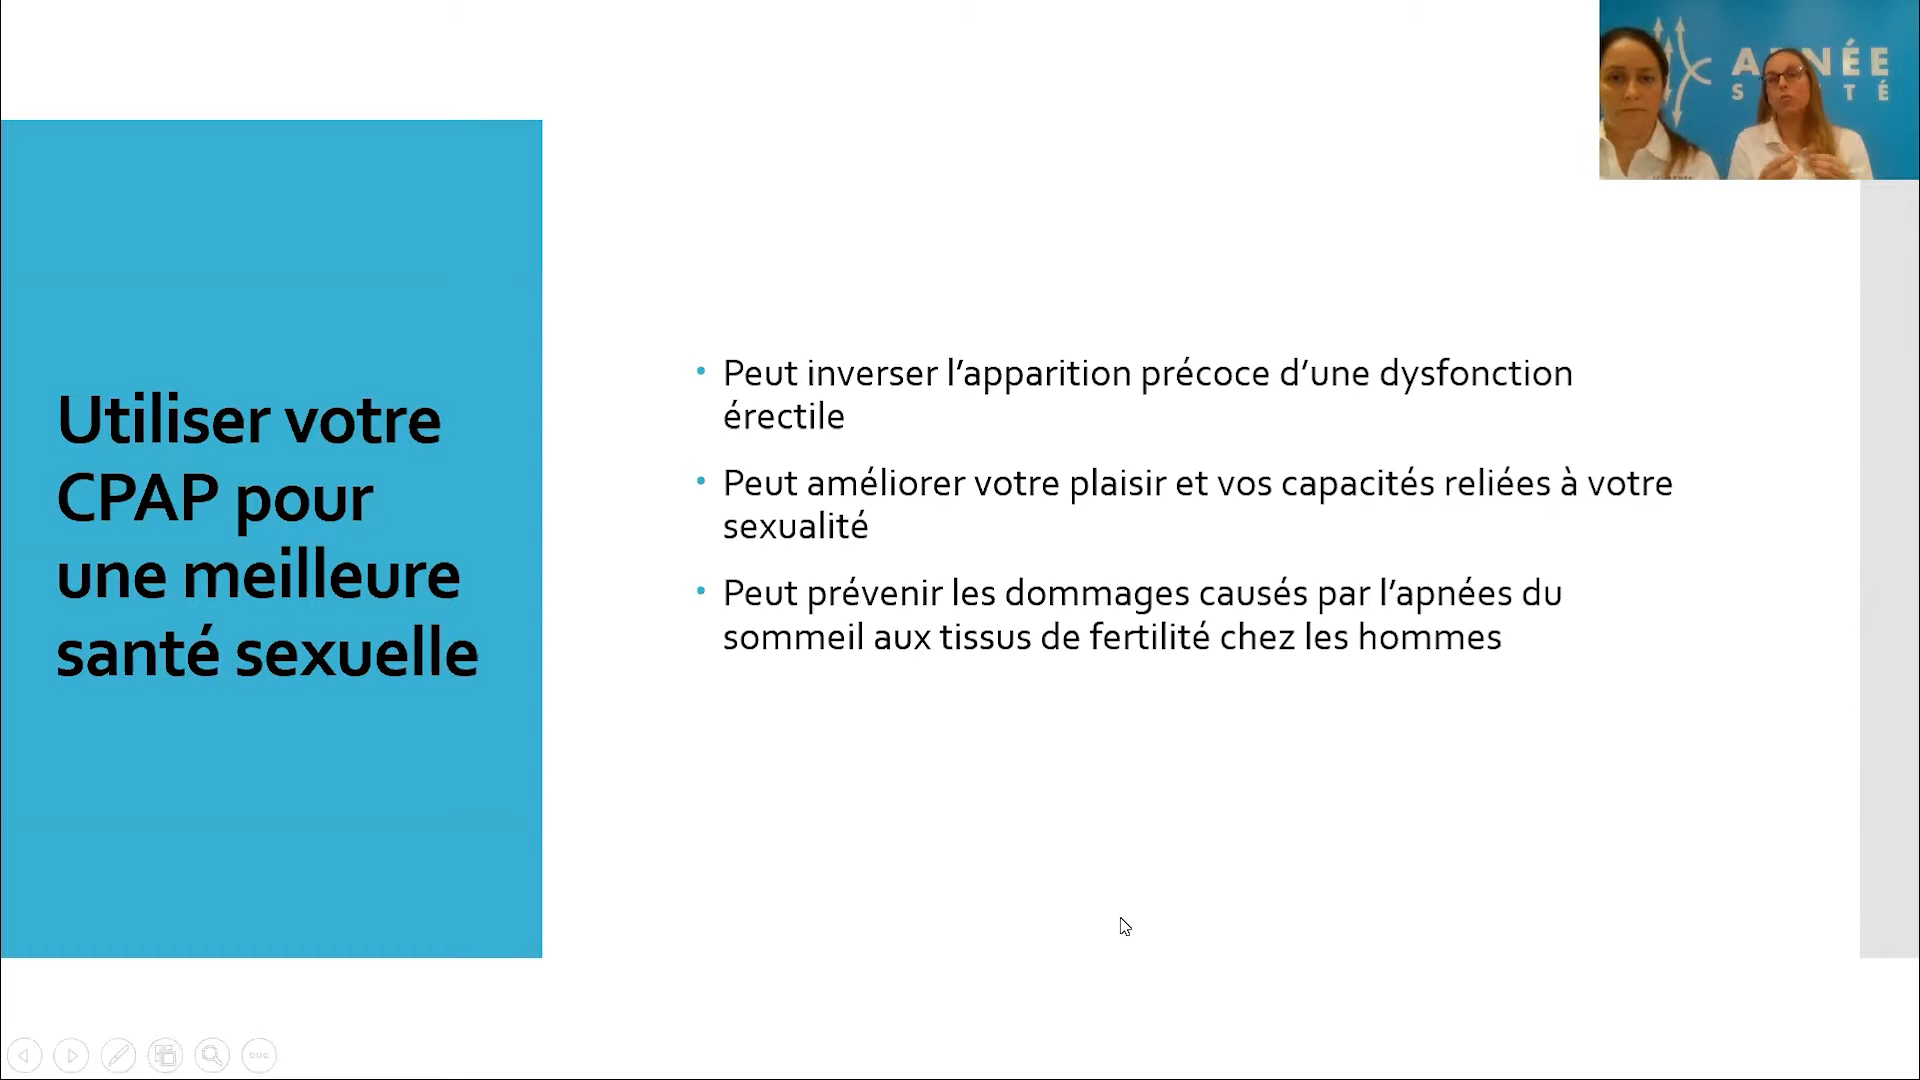 Utiliser votre
CPAP pour
une meilleure
santé sexuelle
• Peut inverser l’apparition précoce d’une dysfonction
érectile
• Peut améliorer votre plaisir et vos capacités reliées à votre
sexualité
• Peut prévenir les dommages causés par l’apnées du
sommeil aux tissus de fertilité chez les hommes